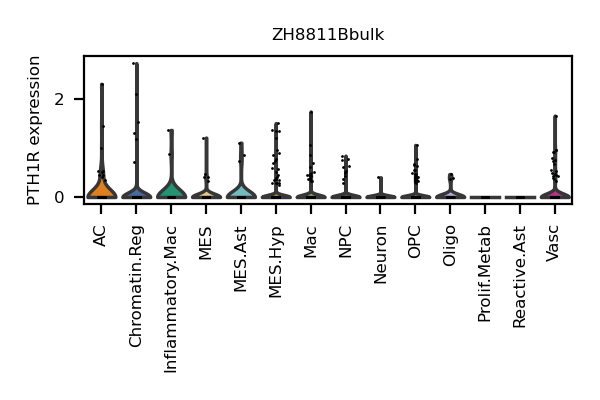 ZH8811Bbulk
PTH1R expression
2
0
AC
Chromatin.Reg
Inflammatory.Mac
MES
MES.Ast
MES.Hyp
Mac
NPC
Neuron
OPC
Oligo
Prolif.Metab
Reactive.Ast
Vasc